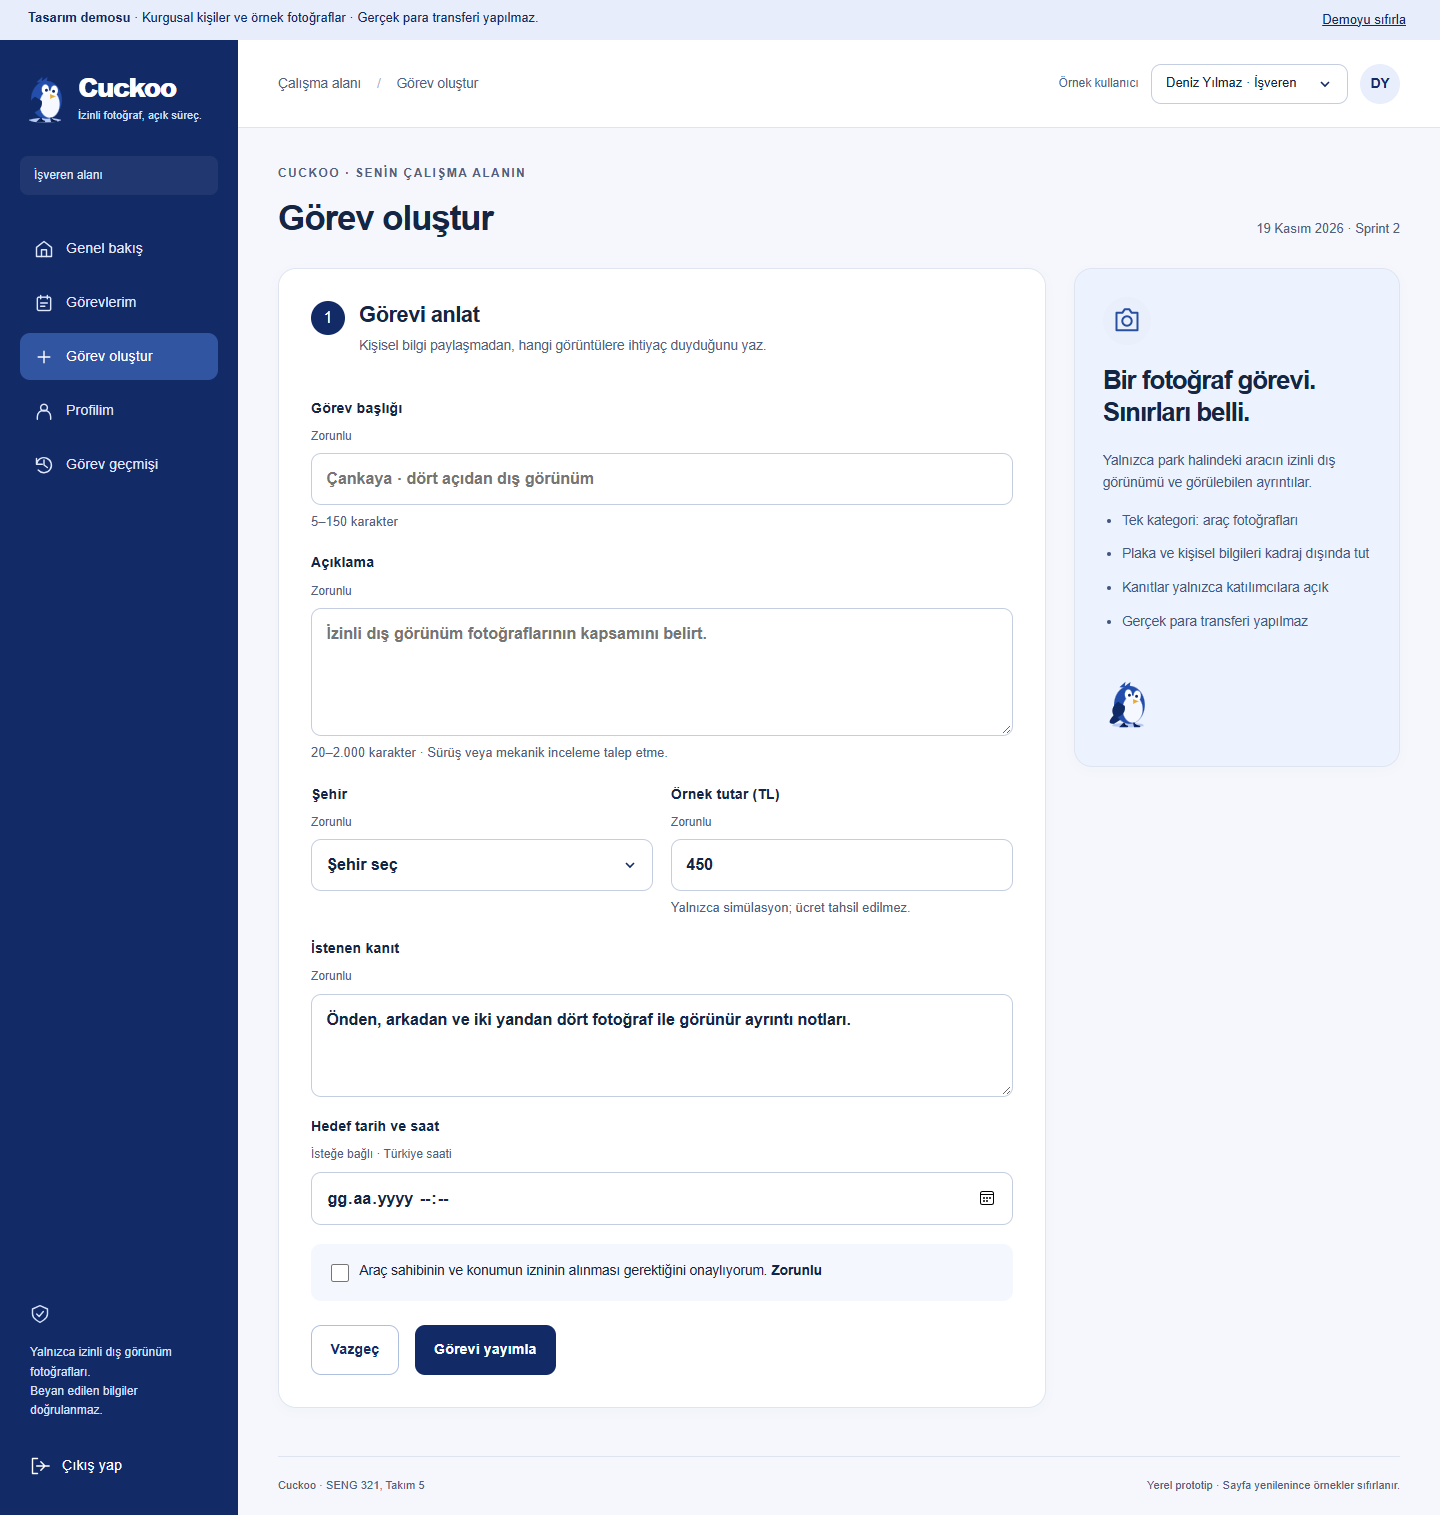 Tasarım demosu · Kurgusal kişiler ve örnek fotoğraflar · Gerçek para transferi yapılmaz.
Demoyu sıfırla
Cuckoo
İzinli fotoğraf, açık süreç.
İşveren alanı
Genel bakış
Görevlerim
Görev oluştur
Profilim
Görev geçmişi
Yalnızca izinli dış görünüm
fotoğrafları.
Beyan edilen bilgiler
doğrulanmaz.
Çıkış yap
Çalışma alanı / Görev oluştur
Örnek kullanıcı
Deniz Yılmaz · İşveren
DY
CUCKOO · SENİN ÇALIŞMA ALANIN
Görev oluştur
19 Kasım 2026 · Sprint 2
1
Görevi anlat
Kişisel bilgi paylaşmadan, hangi görüntülere ihtiyaç duyduğunu yaz.
Görev başlığı
Zorunlu
Çankaya · dört açıdan dış görünüm
5–150 karakter
Açıklama
Zorunlu
İzinli dış görünüm fotoğraflarının kapsamını belirt.
20–2.000 karakter · Sürüş veya mekanik inceleme talep etme.
Şehir
Zorunlu
Şehir seç
Örnek tutar (TL)
Zorunlu
450
Yalnızca simülasyon; ücret tahsil edilmez.
İstenen kanıt
Zorunlu
Önden, arkadan ve iki yandan dört fotoğraf ile görünür ayrıntı notları.
Hedef tarih ve saat
İsteğe bağlı · Türkiye saati
gg.aa.yyyy --:--
Araç sahibinin ve konumun izninin alınması gerektiğini onaylıyorum. Zorunlu
Vazgeç
Görevi yayımla
Bir fotoğraf görevi.
Sınırları belli.
Yalnızca park halindeki aracın izinli dış
görünümü ve görülebilen ayrıntılar.
Tek kategori: araç fotoğrafları
Plaka ve kişisel bilgileri kadraj dışında tut
Kanıtlar yalnızca katılımcılara açık
Gerçek para transferi yapılmaz
Cuckoo · SENG 321, Takım 5
Yerel prototip · Sayfa yenilenince örnekler sıfırlanır.